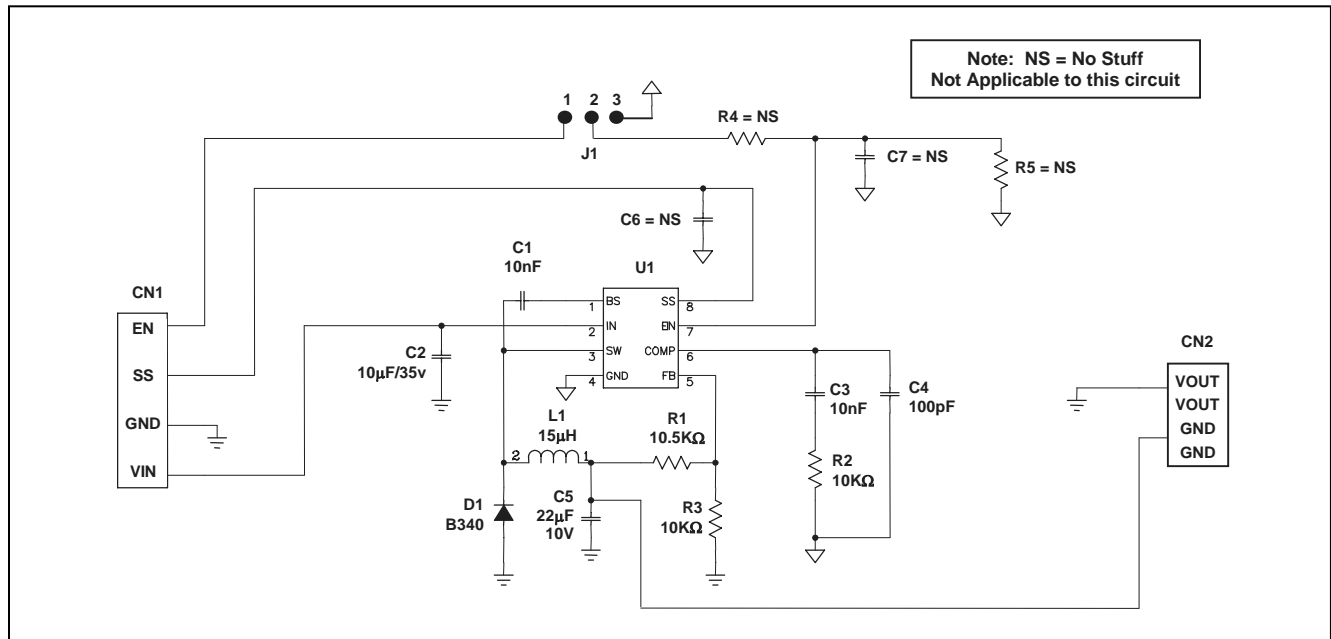 Note: NS = No Stuff
Not Applicable to this circuit
1 2 3
J1
R4 = NS
C7 = NS
R5 = NS
C6 = NS
C1
10nF
U1
CN1
EN
SS
GND
VIN
C2
10μF/35v
BS
IN
SW
GND
1
2
3
4
SS
EIN
COMP
FB
8
7
6
5
L1
15μH
2
1
R1
10.5KΩ
C3
10nF
C4
100pF
R2
10KΩ
D1
B340
C5
22μF
10V
R3
10KΩ
CN2
VOUT
VOUT
GND
GND